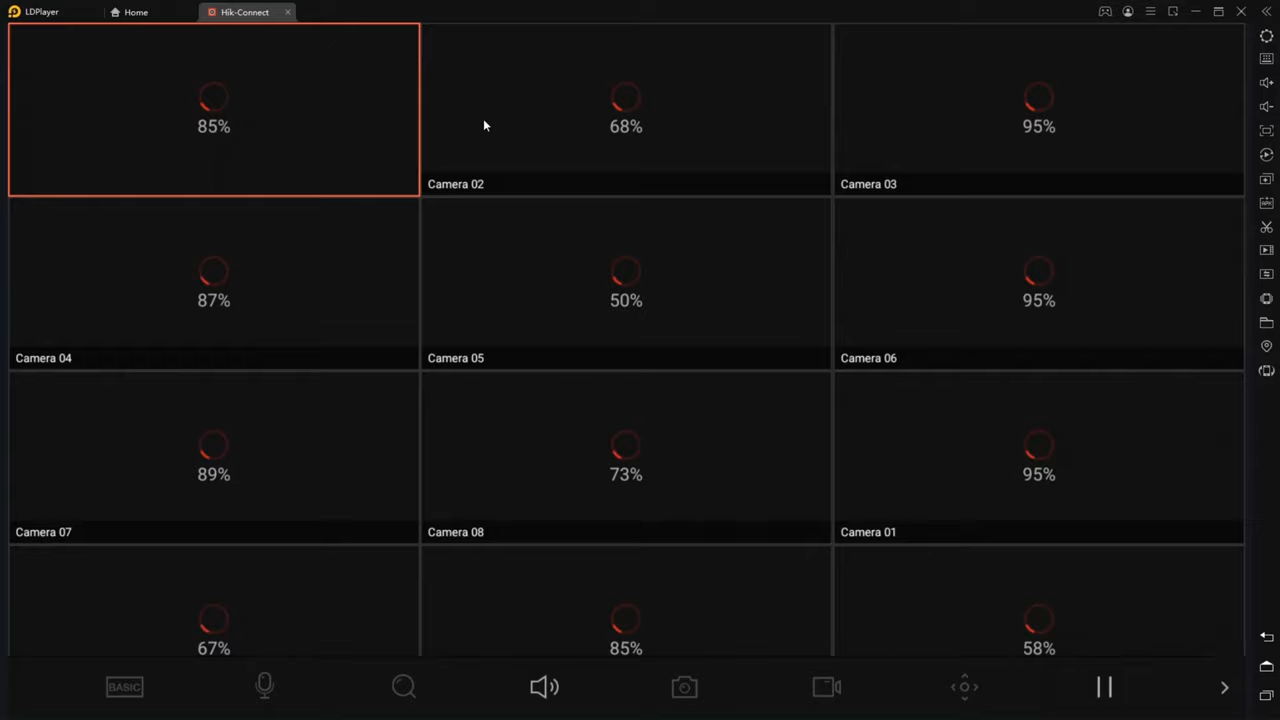 LDPlayer Home Hik-Connect
85% 68% 95%
Camera 02 Camera 03
87% 50% 95%
Camera 04 Camera 05 Camera 06
89% 73% 95%
Camera 07 Camera 08 Camera 01
67% 85% 58%
BASIC